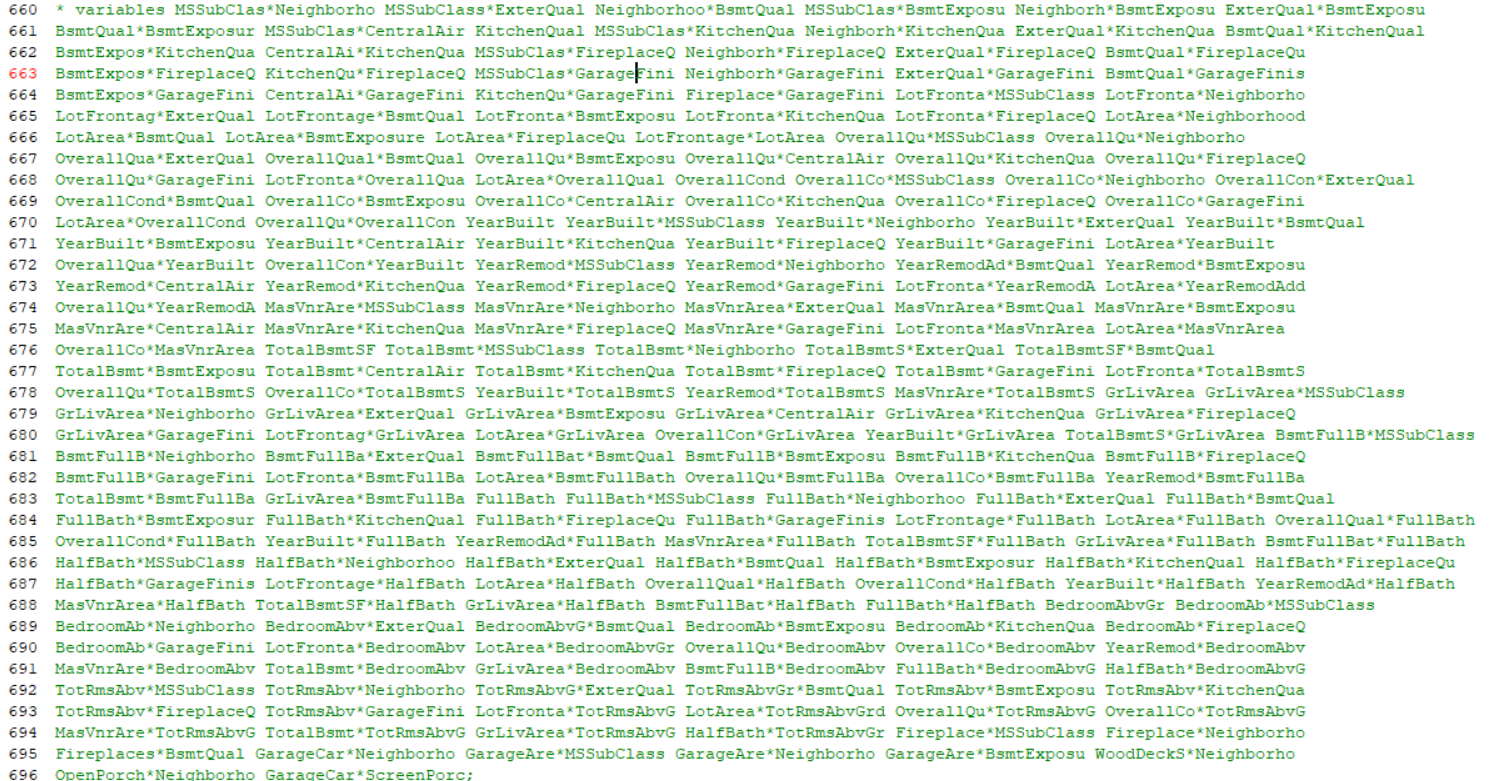 660 * variables MSSubClas*Neighborho MSSubClass*ExterQual Neighborhoo*BsmtQual MSSubClas*BsmtExposu Neighborh*BsmtExposu ExterQual*BsmtExposu
661 BsmtQual*BsmtExposur MSSubClas*CentralAir KitchenQual MSSubClas*KitchenQua Neighborh*KitchenQua ExterQual*KitchenQua BsmtQual*KitchenQual
662 BsmtExpos*KitchenQua CentralAi*KitchenQua MSSubClas*FireplaceQ Neighborh*FireplaceQ ExterQual*FireplaceQ BsmtQual*FireplaceQu
663 BsmtExpos*FireplaceQ KitchenQu*FireplaceQ MSSubClas*GarageFini Neighborh*GarageFini ExterQual*GarageFini BsmtQual*GarageFinis
664 BsmtExpos*GarageFini CentralAi*GarageFini KitchenQu*GarageFini Fireplace*GarageFini LotFronta*MSSubClass LotFronta*Neighborho
665 LotFrontag*ExterQual LotFrontage*BsmtQual LotFronta*BsmtExposu LotFronta*KitchenQua LotFronta*FireplaceQ LotArea*Neighborhood
666 LotArea*BsmtQual LotArea*BsmtExposure LotArea*FireplaceQu LotFrontage*LotArea OverallQu*MSSubClass OverallQu*Neighborho
667 OverallQua*ExterQual OverallQual*BsmtQual OverallQu*BsmtExposu OverallQu*CentralAir OverallQu*KitchenQua OverallQu*FireplaceQ
668 OverallQu*GarageFini LotFronta*OverallQua LotArea*OverallQual OverallCond OverallCo*MSSubClass OverallCo*Neighborho OverallCon*ExterQual
669 OverallCond*BsmtQual OverallCo*BsmtExposu OverallCo*CentralAir OverallCo*KitchenQua OverallCo*FireplaceQ OverallCo*GarageFini
670 LotArea*OverallCond OverallQu*OverallCon YearBuilt YearBuilt*MSSubClass YearBuilt*Neighborho YearBuilt*ExterQual YearBuilt*BsmtQual
671 YearBuilt*BsmtExposu YearBuilt*CentralAir YearBuilt*KitchenQua YearBuilt*FireplaceQ YearBuilt*GarageFini LotArea*YearBuilt
672 OverallQua*YearBuilt OverallCon*YearBuilt YearRemod*MSSubClass YearRemod*Neighborho YearRemodAd*BsmtQual YearRemod*BsmtExposu
673 YearRemod*CentralAir YearRemod*KitchenQua YearRemod*FireplaceQ YearRemod*GarageFini LotFronta*YearRemodA LotArea*YearRemodAdd
674 OverallQu*YearRemodA MasVnrAre*MSSubClass MasVnrAre*Neighborho MasVnrArea*ExterQual MasVnrArea*BsmtQual MasVnrAre*BsmtExposu
675 MasVnrAre*CentralAir MasVnrAre*KitchenQua MasVnrAre*FireplaceQ MasVnrAre*GarageFini LotFronta*MasVnrArea LotArea*MasVnrArea
676 OverallCo*MasVnrArea TotalBsmtSF TotalBsmt*MSSubClass TotalBsmt*Neighborho TotalBsmtS*ExterQual TotalBsmtSF*BsmtQual
677 TotalBsmt*BsmtExposu TotalBsmt*CentralAir TotalBsmt*KitchenQua TotalBsmt*FireplaceQ TotalBsmt*GarageFini LotFronta*TotalBsmtS
678 OverallQu*TotalBsmtS OverallCo*TotalBsmtS YearBuilt*TotalBsmtS YearRemod*TotalBsmtS MasVnrAre*TotalBsmtS GrLivArea GrLivArea*MSSubClass
679 GrLivArea*Neighborho GrLivArea*ExterQual GrLivArea*BsmtExposu GrLivArea*CentralAir GrLivArea*KitchenQua GrLivArea*FireplaceQ
680 GrLivArea*GarageFini LotFrontag*GrLivArea LotArea*GrLivArea OverallCon*GrLivArea YearBuilt*GrLivArea TotalBsmtS*GrLivArea BsmtFullB*MSSubClass
681 BsmtFullB*Neighborho BsmtFullBa*ExterQual BsmtFullBat*BsmtQual BsmtFullB*BsmtExposu BsmtFullB*KitchenQua BsmtFullB*FireplaceQ
682 BsmtFullB*GarageFini LotFronta*BsmtFullBa LotArea*BsmtFullBath OverallQu*BsmtFullBa OverallCo*BsmtFullBa YearRemod*BsmtFullBa
683 TotalBsmt*BsmtFullBa GrLivArea*BsmtFullBa FullBath FullBath*MSSubClass FullBath*Neighborhoo FullBath*ExterQual FullBath*BsmtQual
684 FullBath*BsmtExposur FullBath*KitchenQual FullBath*FireplaceQu FullBath*GarageFinis LotFrontage*FullBath LotArea*FullBath OverallQual*FullBath
685 OverallCond*FullBath YearBuilt*FullBath YearRemodAd*FullBath MasVnrArea*FullBath TotalBsmtSF*FullBath GrLivArea*FullBath BsmtFullBat*FullBath
686 HalfBath*MSSubClass HalfBath*Neighborhoo HalfBath*ExterQual HalfBath*BsmtQual HalfBath*BsmtExposur HalfBath*KitchenQual HalfBath*FireplaceQu
687 HalfBath*GarageFinis LotFrontage*HalfBath LotArea*HalfBath OverallQual*HalfBath OverallCond*HalfBath YearBuilt*HalfBath YearRemodAd*HalfBath
688 MasVnrArea*HalfBath TotalBsmtSF*HalfBath GrLivArea*HalfBath BsmtFullBat*HalfBath FullBath*HalfBath BedroomAbvGr BedroomAb*MSSubClass
689 BedroomAb*Neighborho BedroomAbv*ExterQual BedroomAbvG*BsmtQual BedroomAb*BsmtExposu BedroomAb*KitchenQua BedroomAb*FireplaceQ
690 BedroomAb*GarageFini LotFronta*BedroomAbv LotArea*BedroomAbvGr OverallQu*BedroomAbv OverallCo*BedroomAbv YearRemod*BedroomAbv
691 MasVnrAre*BedroomAbv TotalBsmt*BedroomAbv GrLivArea*BedroomAbv BsmtFullB*BedroomAbv FullBath*BedroomAbvG HalfBath*BedroomAbvG
692 TotRmsAbv*MSSubClass TotRmsAbv*Neighborho TotRmsAbvG*ExterQual TotRmsAbvGr*BsmtQual TotRmsAbv*BsmtExposu TotRmsAbv*KitchenQua
693 TotRmsAbv*FireplaceQ TotRmsAbv*GarageFini LotFronta*TotRmsAbvG LotArea*TotRmsAbvGrd OverallQu*TotRmsAbvG OverallCo*TotRmsAbvG
694 MasVnrAre*TotRmsAbvG TotalBsmt*TotRmsAbvG GrLivArea*TotRmsAbvG HalfBath*TotRmsAbvGr Fireplace*MSSubClass Fireplace*Neighborho
695 Fireplaces*BsmtQual GarageCar*Neighborho GarageAre*MSSubClass GarageAre*Neighborho GarageAre*BsmtExposu WoodDeckS*Neighborho
696 OpenPorch*Neighborho GarageCar*ScreenPorc;